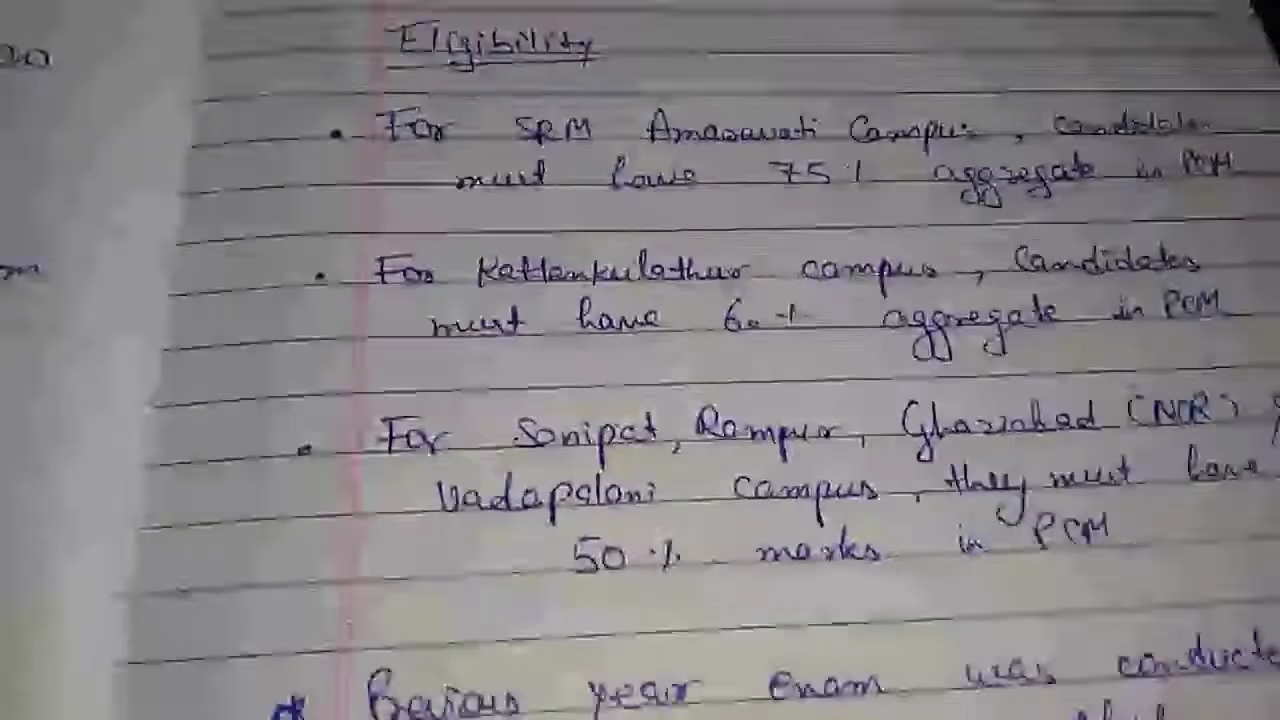 Eligibility
• For SRM Amaravati Campus, candidates
must have 75% aggregate in PCM
• For Kattankulathur campus, Candidates
must have 60% aggregate in PCM
• For Sonipat, Rampur, Ghaziabad (NCR)
Vadapalani campus, they must have
50% marks in PCM
* Previous year exam was conducte